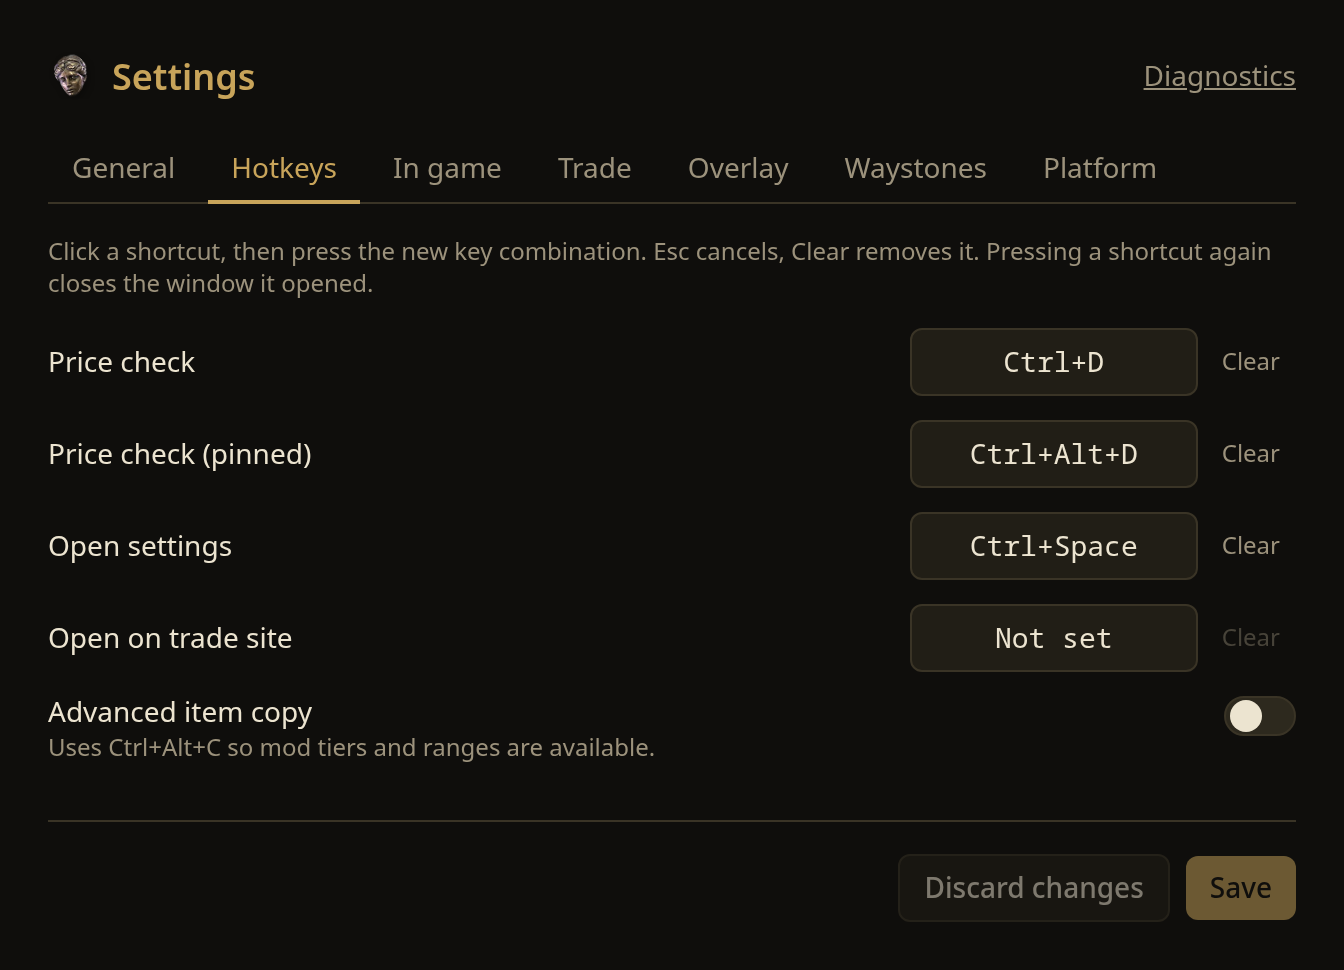 Settings
Diagnostics
General
Hotkeys
In game
Trade
Overlay
Waystones
Platform
Click a shortcut, then press the new key combination. Esc cancels, Clear removes it. Pressing a shortcut again
closes the window it opened.
Price check
Ctrl+D
Clear
Price check (pinned)
Ctrl+Alt+D
Clear
Open settings
Ctrl+Space
Clear
Open on trade site
Not set
Clear
Advanced item copy
Uses Ctrl+Alt+C so mod tiers and ranges are available.
Discard changes
Save